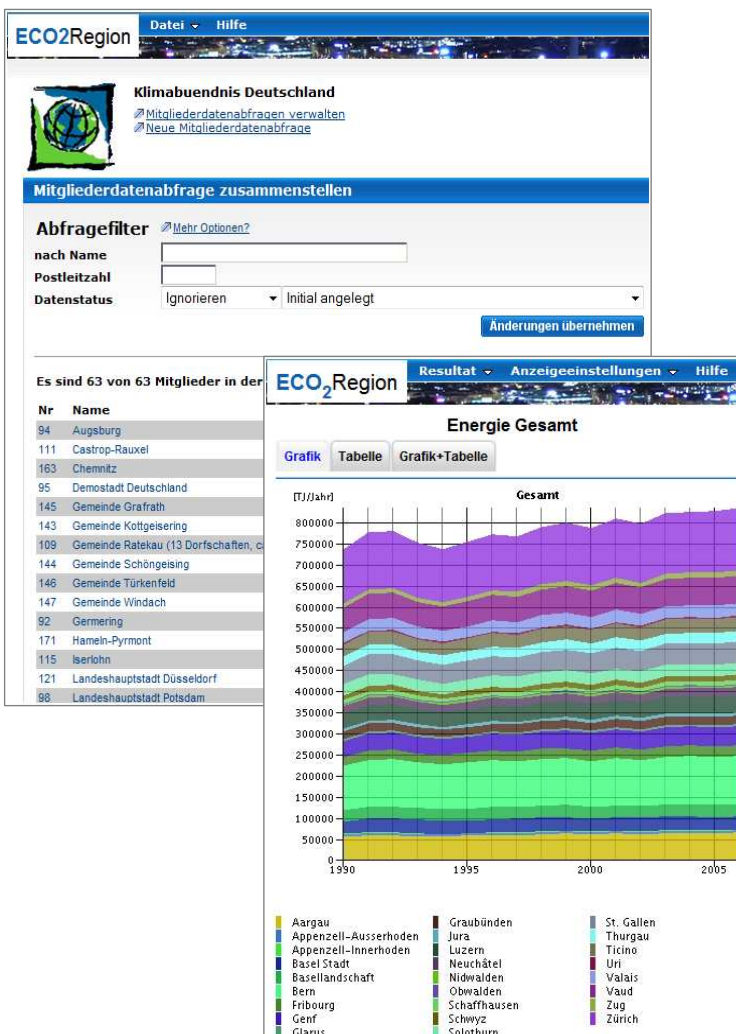 ECO2Region
Datei Hilfe
Klimabuendnis Deutschland
Mitgliederdatenabfragen verwalten
Neue Mitgliederdatenabfrage
Mitgliederdatenabfrage zusammenstellen
Abfragefilter Mehr Optionen?
nach Name
Postleitzahl
Datenstatus Ignorieren Initial angelegt
Änderungen übernehmen
Es sind 63 von 63 Mitglieder in der
Nr Name
94 Augsburg
111 Castrop-Rauxel
163 Chemnitz
95 Demostadt Deutschland
145 Gemeinde Grafrath
143 Gemeinde Kottgeisering
109 Gemeinde Ratekau (13 Dorfschaften,
144 Gemeinde Schöngeising
146 Gemeinde Türkenfeld
147 Gemeinde Windach
92 Germering
171 Hameln-Pyrmont
115 Iserlohn
121 Landeshauptstadt Düsseldorf
98 Landeshauptstadt Potsdam
ECO2Region
Resultat Anzeigeeinstellungen Hilfe
Energie Gesamt
Grafik Tabelle Grafik+Tabelle
[TJ/Jahr] Gesamt
800000
750000
700000
650000
600000
550000
500000
450000
400000
350000
300000
250000
200000
150000
100000
50000
0
1990 1995 2000 2005
Aargau Graubünden St. Gallen
Appenzell-Ausserhoden Jura Thurgau
Appenzell-Innerhoden Luzern Ticino
Basel Stadt Neuchâtel Uri
Basellandschaft Nidwalden Valais
Bern Obwalden Vaud
Fribourg Schaffhausen Zug
Genf Schwyz Zürich
Glarus Solothurn